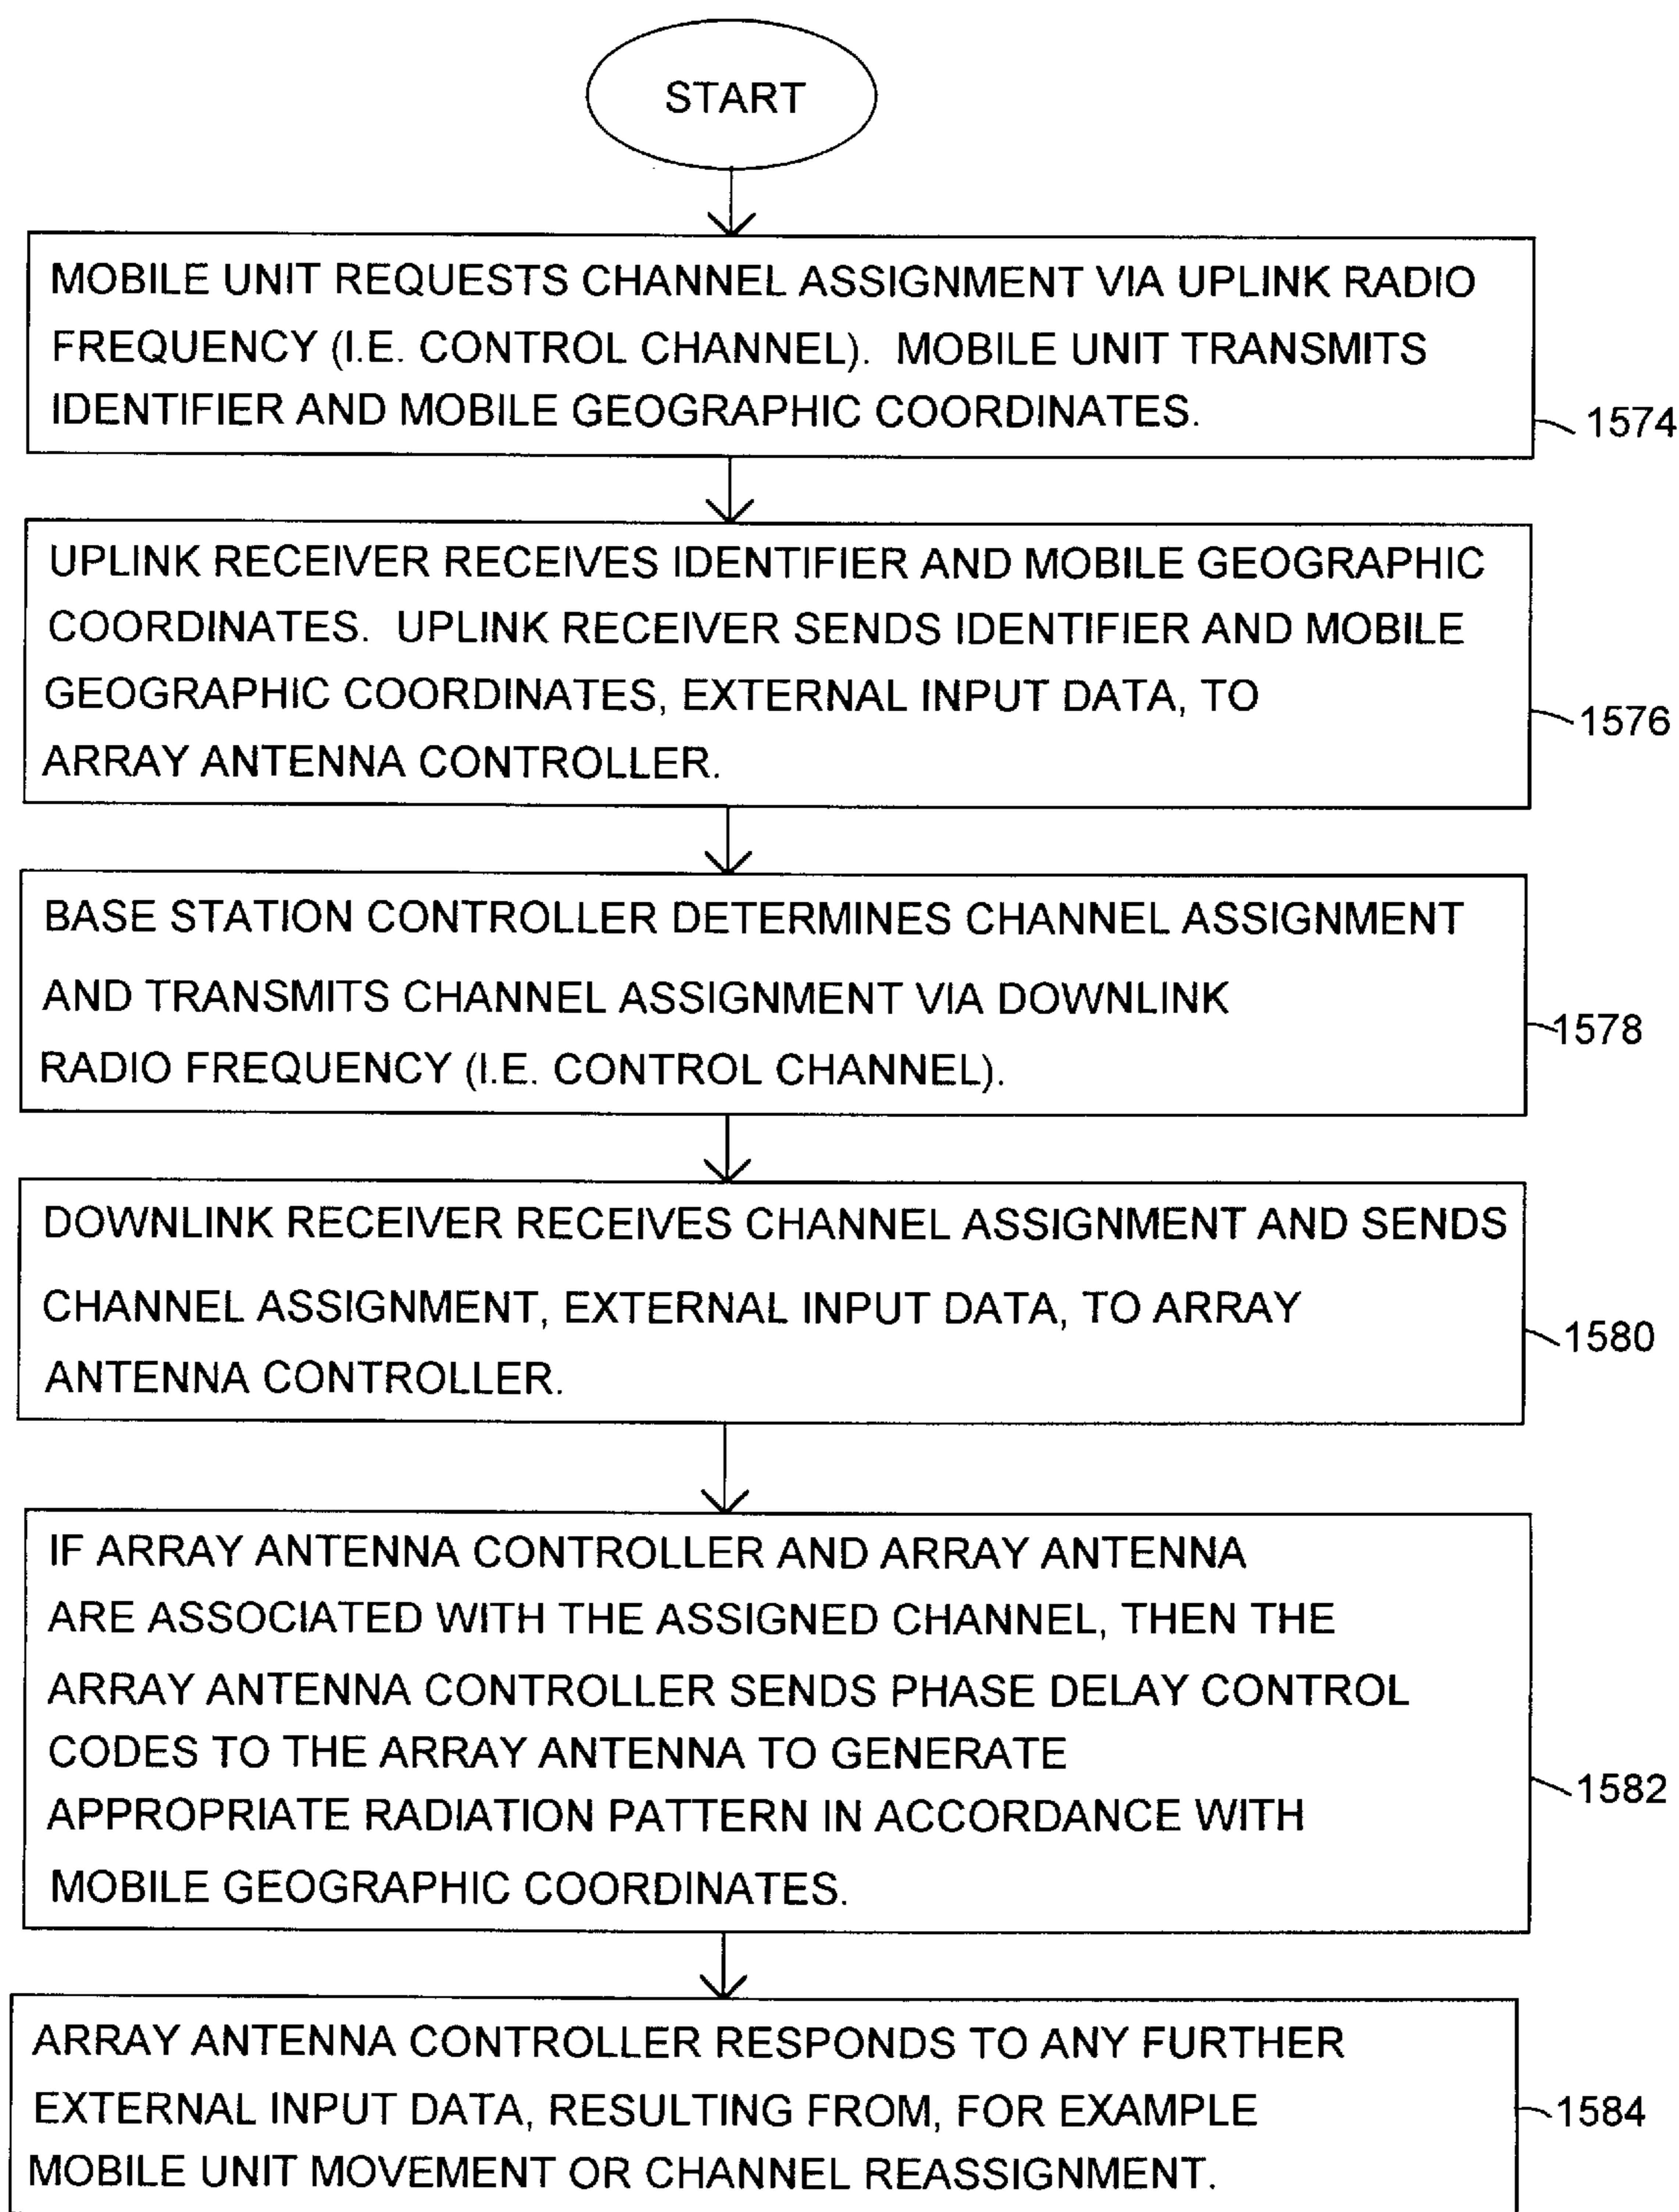 START
MOBILE UNIT REQUESTS CHANNEL ASSIGNMENT VIA UPLINK RADIO
FREQUENCY (I.E. CONTROL CHANNEL). MOBILE UNIT TRANSMITS
IDENTIFIER AND MOBILE GEOGRAPHIC COORDINATES.
1574
UPLINK RECEIVER RECEIVES IDENTIFIER AND MOBILE GEOGRAPHIC
COORDINATES. UPLINK RECEIVER SENDS IDENTIFIER AND MOBILE
GEOGRAPHIC COORDINATES, EXTERNAL INPUT DATA, TO
ARRAY ANTENNA CONTROLLER.
1576
BASE STATION CONTROLLER DETERMINES CHANNEL ASSIGNMENT
AND TRANSMITS CHANNEL ASSIGNMENT VIA DOWNLINK
RADIO FREQUENCY (I.E. CONTROL CHANNEL).
1578
DOWNLINK RECEIVER RECEIVES CHANNEL ASSIGNMENT AND SENDS
CHANNEL ASSIGNMENT, EXTERNAL INPUT DATA, TO ARRAY
ANTENNA CONTROLLER.
1580
IF ARRAY ANTENNA CONTROLLER AND ARRAY ANTENNA
ARE ASSOCIATED WITH THE ASSIGNED CHANNEL, THEN THE
ARRAY ANTENNA CONTROLLER SENDS PHASE DELAY CONTROL
CODES TO THE ARRAY ANTENNA TO GENERATE
APPROPRIATE RADIATION PATTERN IN ACCORDANCE WITH
MOBILE GEOGRAPHIC COORDINATES.
1582
ARRAY ANTENNA CONTROLLER RESPONDS TO ANY FURTHER
EXTERNAL INPUT DATA, RESULTING FROM, FOR EXAMPLE
MOBILE UNIT MOVEMENT OR CHANNEL REASSIGNMENT.
1584